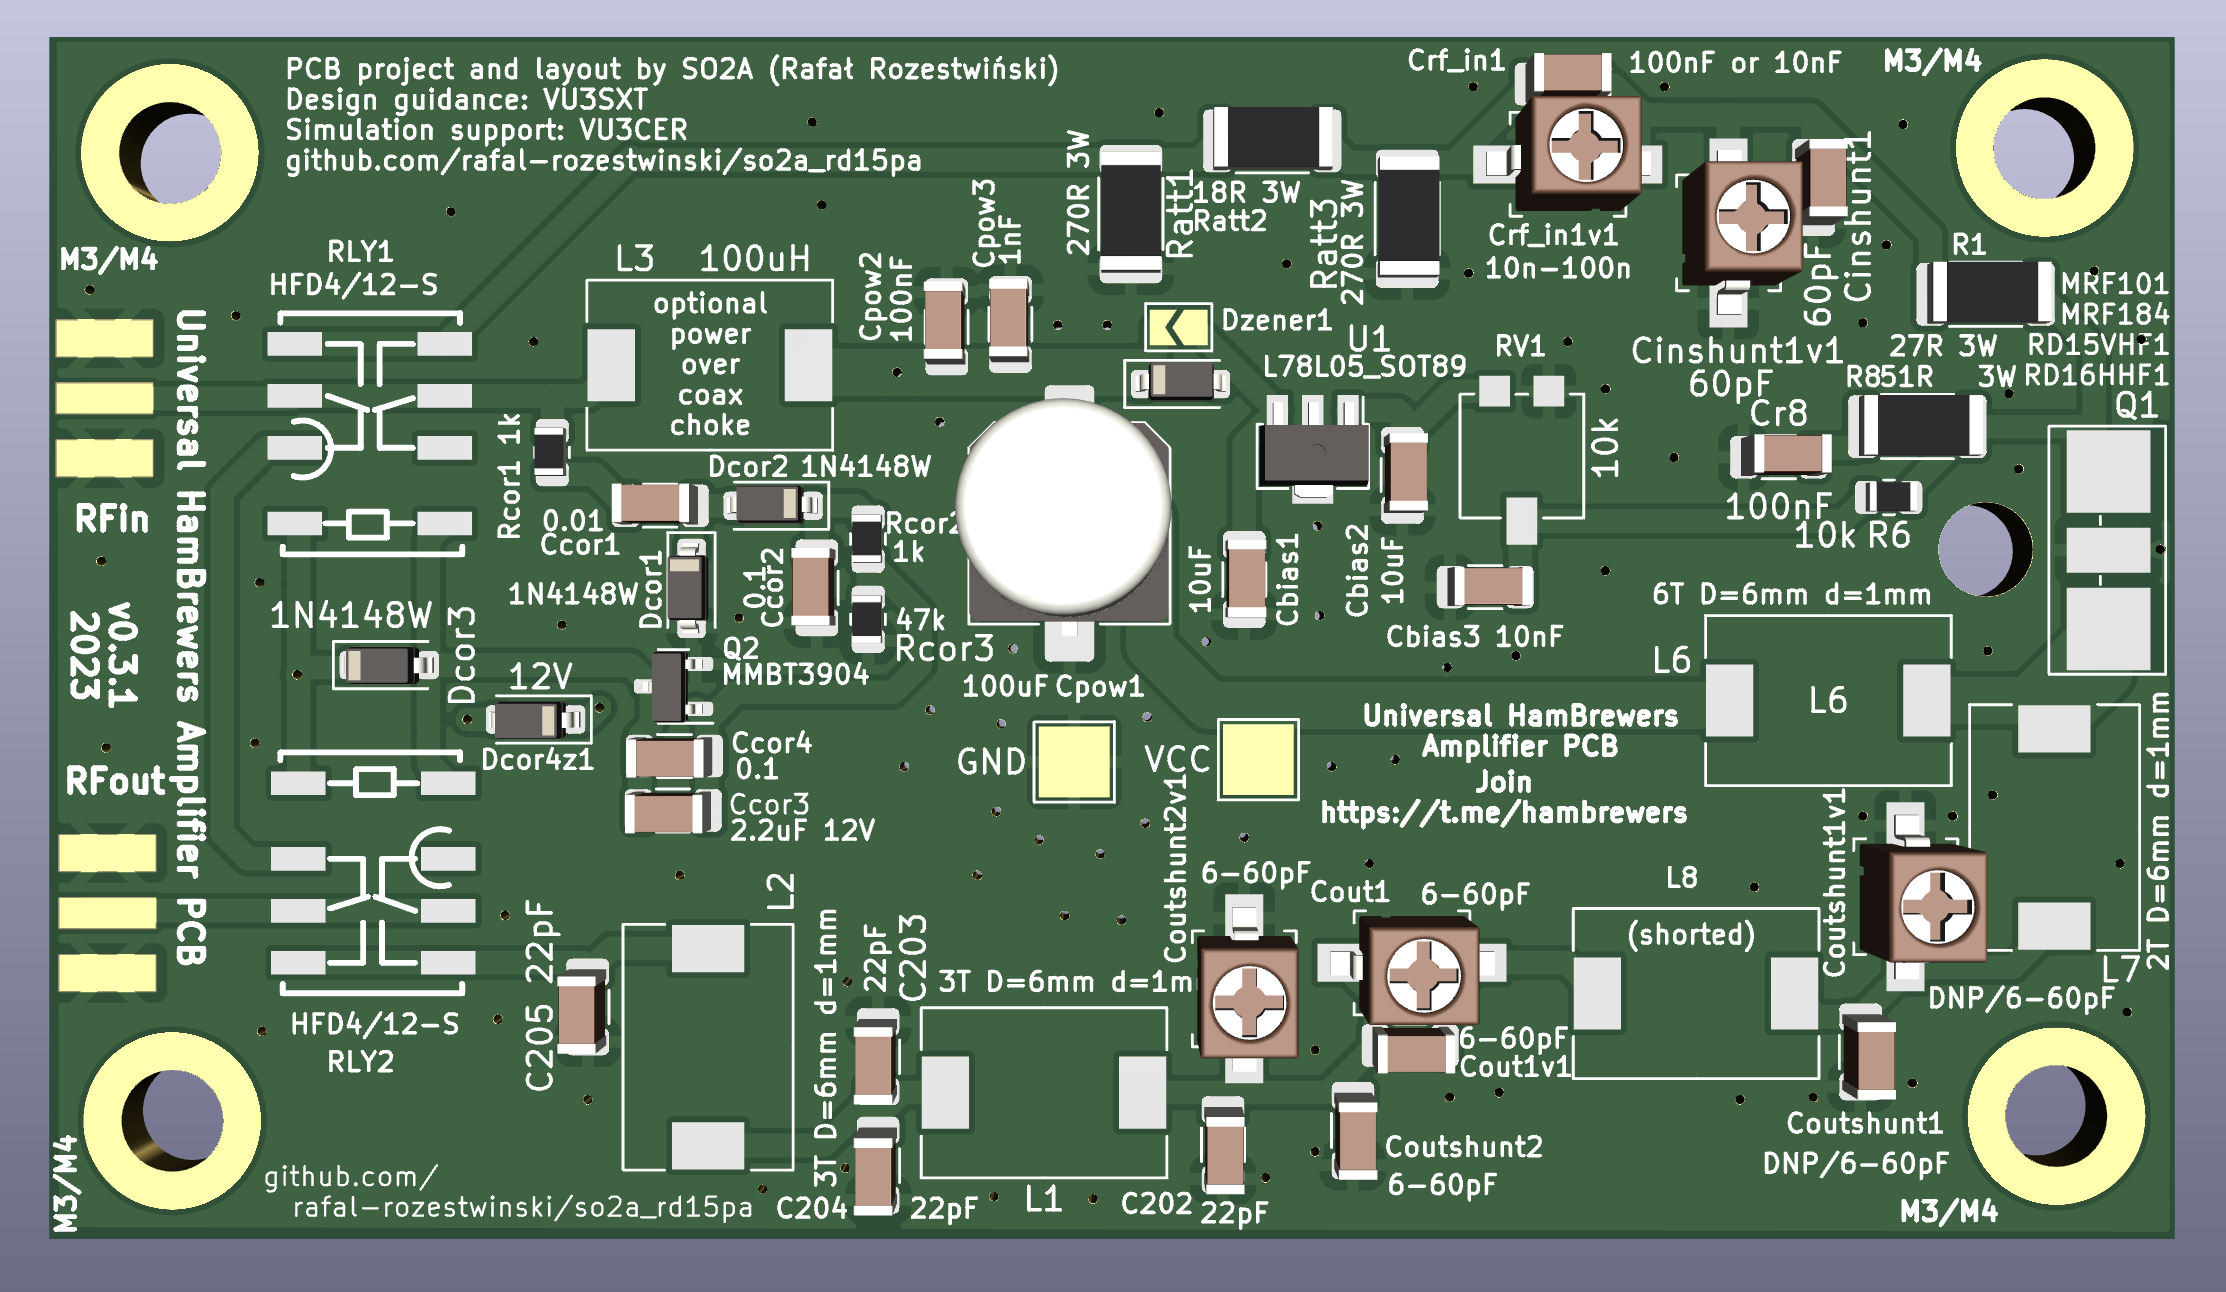 PCB project and layout by SO2A (Rafał Rozestwiński)
Design guidance: VU3SXT
Simulation support: VU3CER
github.com/rafal-rozestwinski/so2a_rd15pa
Crf_in1
100nF or 10nF
M3/M4
M3/M4
270R 3W
Ratt1
18R 3W
Ratt2
Ratt3
270R 3W
Crf_in1v1
10n-100n
60pF
Cinshunt1
Cinshunt1v1
60pF
R1
27R 3W
MRF101
MRF184
RD15VHF1
RD16HHF1
Q1
R8
51R
3W
Cr8
100nF
10k R6
RLY1
HFD4/12-S
L3
100uH
optional
power
over
coax
choke
Cpow2
100nF
Cpow3
1nF
Dzener1
U1
L78L05_SOT89
RV1
10k
Universal HamBrewers Amplifier PCB
v0.3.1
2023
RFin
RFout
Rcor1 1k
0.01
Ccor1
Dcor2 1N4148W
Dcor1
1N4148W
0.1
Ccor2
Rcor2
1k
47k
Rcor3
Q2
MMBT3904
100uF Cpow1
10uF
Cbias1
Cbias2
10uF
Cbias3 10nF
6T D=6mm d=1mm
L6
L6
1N4148W
Dcor3
12V
Dcor4z1
Ccor4
0.1
Ccor3
2.2uF 12V
GND
VCC
Universal HamBrewers
Amplifier PCB
Join
https://t.me/hambrewers
Coutshunt2v1
6-60pF
Cout1
6-60pF
L8
(shorted)
Coutshunt1v1
2T D=6mm d=1mm
L7
DNP/6-60pF
HFD4/12-S
RLY2
C205 22pF
L2
3T D=6mm d=1mm
22pF
C203
3T D=6mm d=1m
6-60pF
Cout1v1
Coutshunt2
6-60pF
Coutshunt1
DNP/6-60pF
M3/M4
github.com/
rafal-rozestwinski/so2a_rd15pa
C204
22pF
L1
C202
22pF
M3/M4